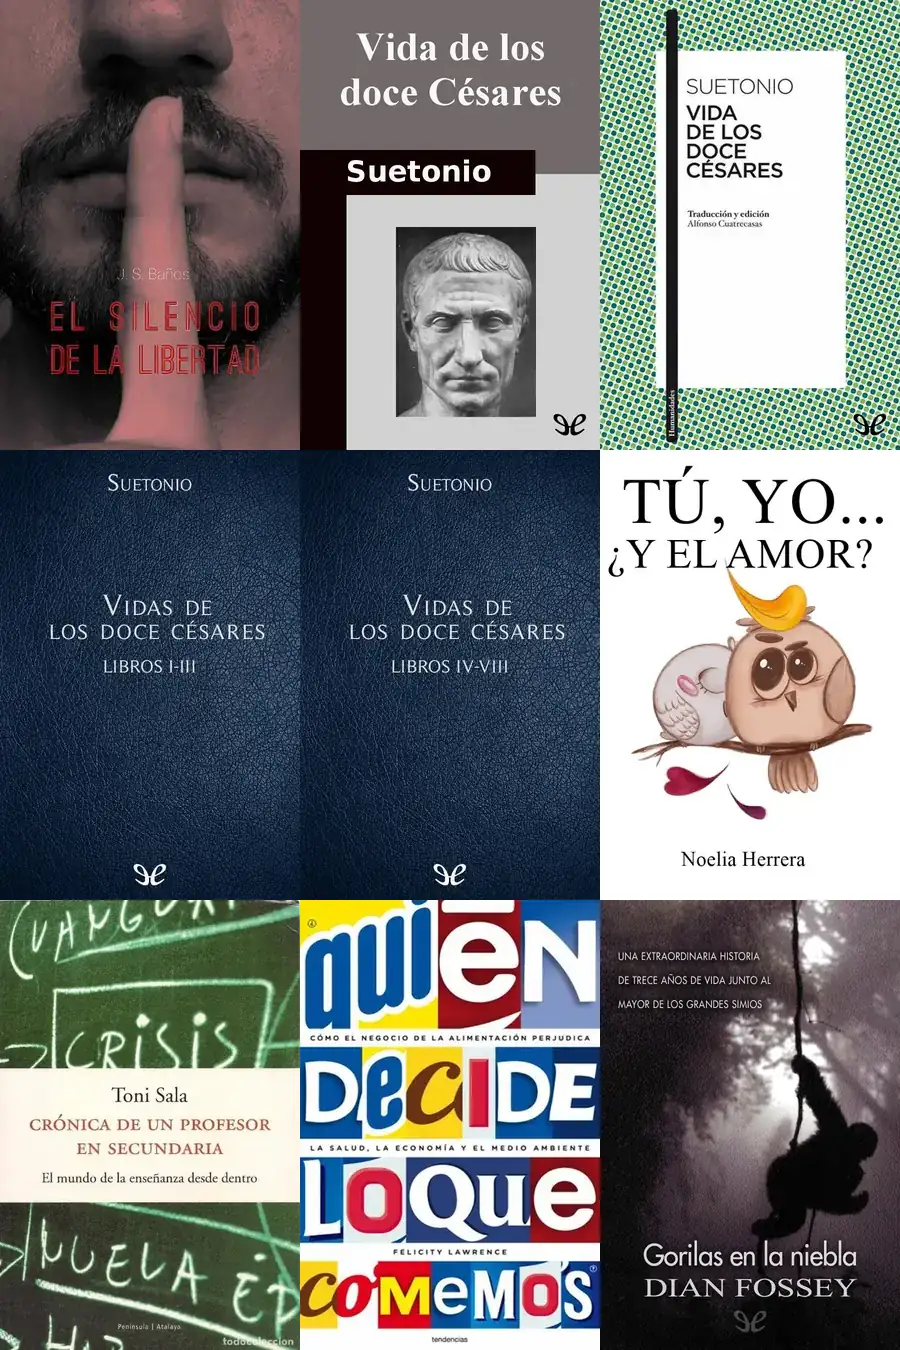 J. S. Baños
EL SILENCIO
DE LA LIBERTAD
Vida de los
doce Césares
Suetonio
SUETONIO
VIDA
DE LOS
DOCE
CÉSARES
Traducción y edición
Alfonso Cuatrecasas
Humanidades
SUETONIO
VIDAS DE
LOS DOCE CÉSARES
LIBROS I-III
SUETONIO
VIDAS DE
LOS DOCE CÉSARES
LIBROS IV-VIII
TÚ, YO...
¿Y EL AMOR?
Noelia Herrera
CRISIS
Toni Sala
CRÓNICA DE UN PROFESOR
EN SECUNDARIA
El mundo de la enseñanza desde dentro
Península | Atalaya
todocoleccion
quiÉN
CÓMO EL NEGOCIO DE LA ALIMENTACIÓN PERJUDICA
DecIDE
LA SALUD, LA ECONOMÍA Y EL MEDIO AMBIENTE
LO QUe
FELICITY LAWRENCE
COMeMOS
tendencias
UNA EXTRAORDINARIA HISTORIA
DE TRECE AÑOS DE VIDA JUNTO AL
MAYOR DE LOS GRANDES SIMIOS
Gorilas en la niebla
DIAN FOSSEY